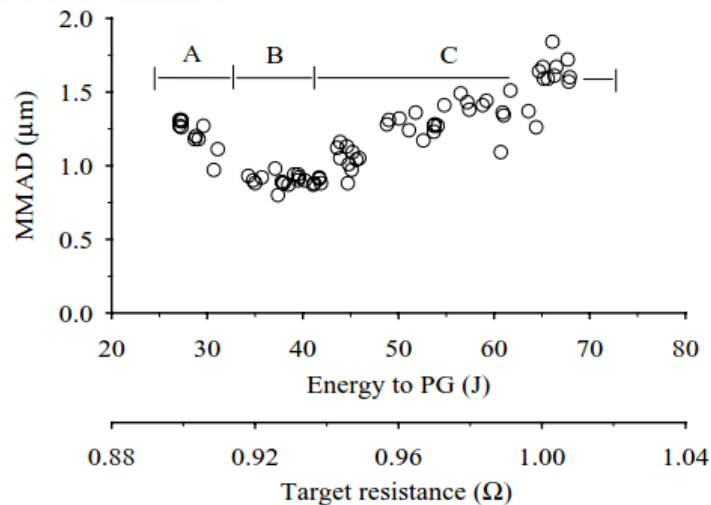 2.0
A B C
1.5
1.0
0.5
0.0
MMAD (µm)
20 30 40 50 60 70 80
Energy to PG (J)
0.88 0.92 0.96 1.00 1.04
Target resistance (Ω)